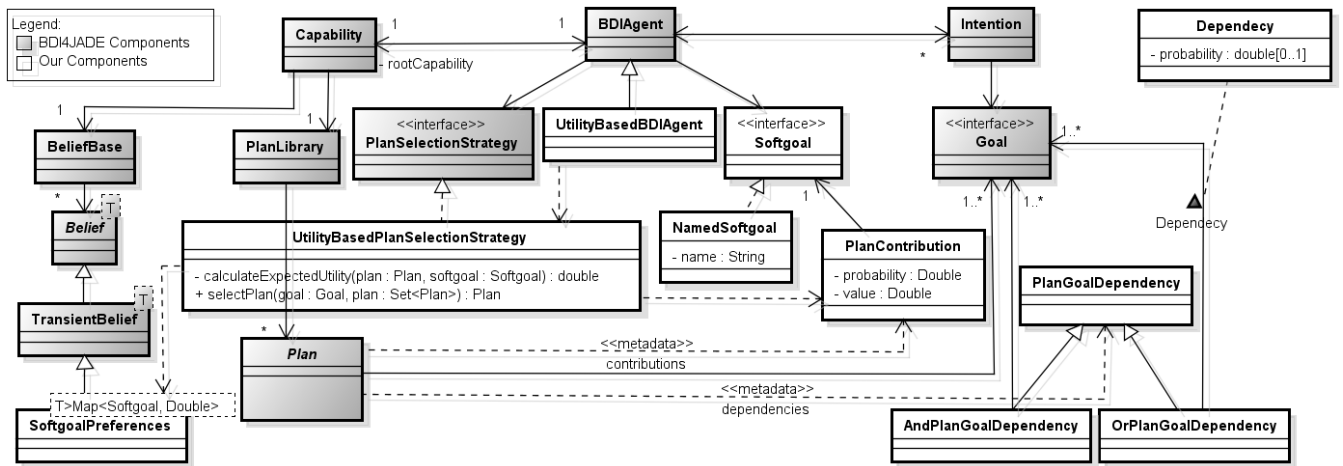 Legend:
BDI4JADE Components
Our Components
Capability
1
1
- rootCapability
BDIAgent
*
Intention
Dependecy
- probability : double[0..1]
1
1
BeliefBase
PlanLibrary
<<interface>>
PlanSelectionStrategy
UtilityBasedBDIAgent
<<interface>>
Softgoal
<<interface>>
Goal
1..*
*
T
Belief
1
1..*
1..*
Dependecy
UtilityBasedPlanSelectionStrategy
- calculateExpectedUtility(plan : Plan, softgoal : Softgoal) : double
+ selectPlan(goal : Goal, plan : Set<Plan>) : Plan
NamedSoftgoal
- name : String
PlanContribution
- probability : Double
- value : Double
PlanGoalDependency
T
TransientBelief
*
Plan
<<metadata>>
contributions
<<metadata>>
dependencies
T>Map<Softgoal, Double>
SoftgoalPreferences
AndPlanGoalDependency
OrPlanGoalDependency